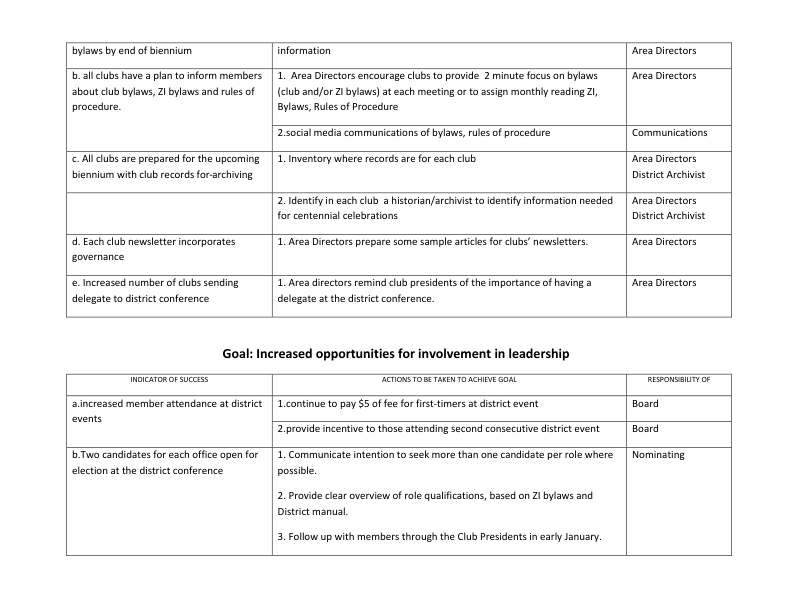 bylaws by end of biennium
information
Area Directors
b. all clubs have a plan to inform members
about club bylaws, ZI bylaws and rules of
procedure.
1.  Area Directors encourage clubs to provide  2 minute focus on bylaws
(club and/or ZI bylaws) at each meeting or to assign monthly reading ZI,
Bylaws, Rules of Procedure
Area Directors
2.social media communications of bylaws, rules of procedure
Communications
c. All clubs are prepared for the upcoming
biennium with club records for-archiving
1. Inventory where records are for each club
Area Directors
District Archivist
2. Identify in each club  a historian/archivist to identify information needed
for centennial celebrations
Area Directors
District Archivist
d. Each club newsletter incorporates
governance
1. Area Directors prepare some sample articles for clubs’ newsletters.
Area Directors
e. Increased number of clubs sending
delegate to district conference
1. Area directors remind club presidents of the importance of having a
delegate at the district conference.
Area Directors
Goal: Increased opportunities for involvement in leadership
INDICATOR OF SUCCESS
ACTIONS TO BE TAKEN TO ACHIEVE GOAL
RESPONSIBILITY OF
a.increased member attendance at district
events
1.continue to pay $5 of fee for first-timers at district event
Board
2.provide incentive to those attending second consecutive district event
Board
b.Two candidates for each office open for
election at the district conference
1. Communicate intention to seek more than one candidate per role where
possible.
2. Provide clear overview of role qualifications, based on ZI bylaws and
District manual.
3. Follow up with members through the Club Presidents in early January.
Nominating